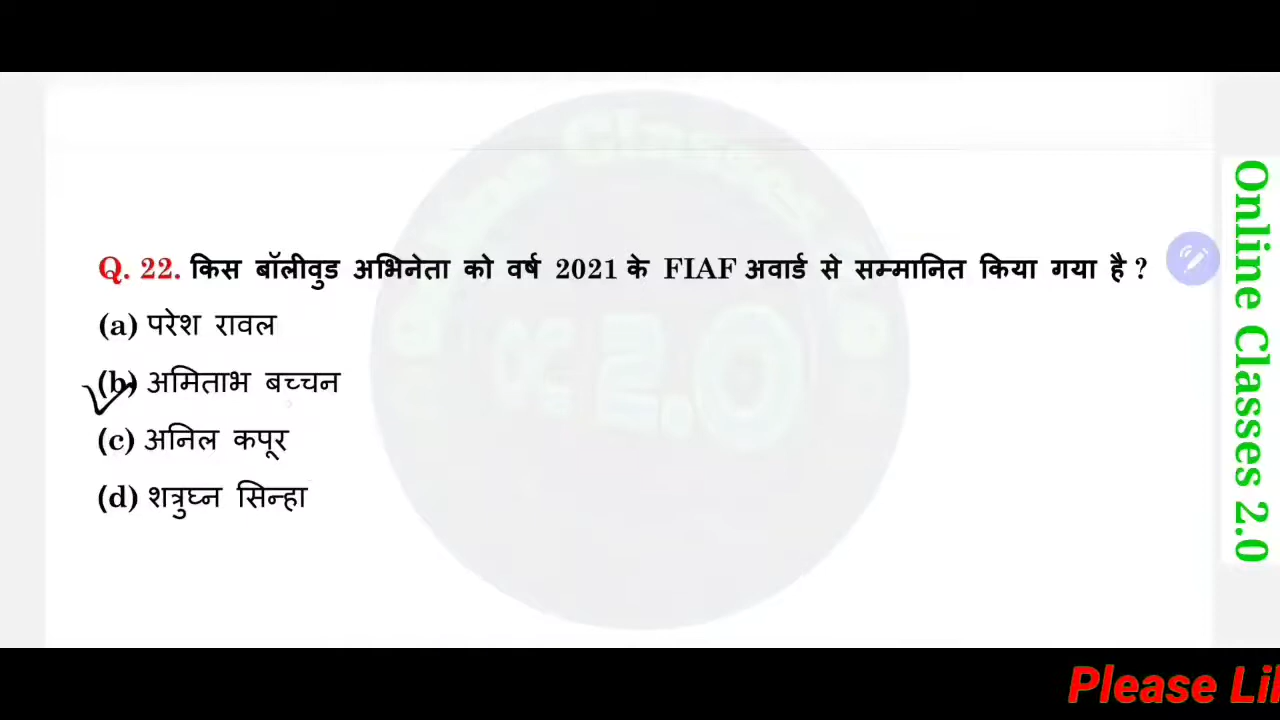 Q. 22. किस बॉलीवुड अभिनेता को वर्ष 2021 के FIAF अवार्ड से सम्मानित किया गया है ?
(a) परेश रावल
(b) अमिताभ बच्चन
(c) अनिल कपूर
(d) शत्रुघ्न सिन्हा
Online Classes 2.0
Please Lil